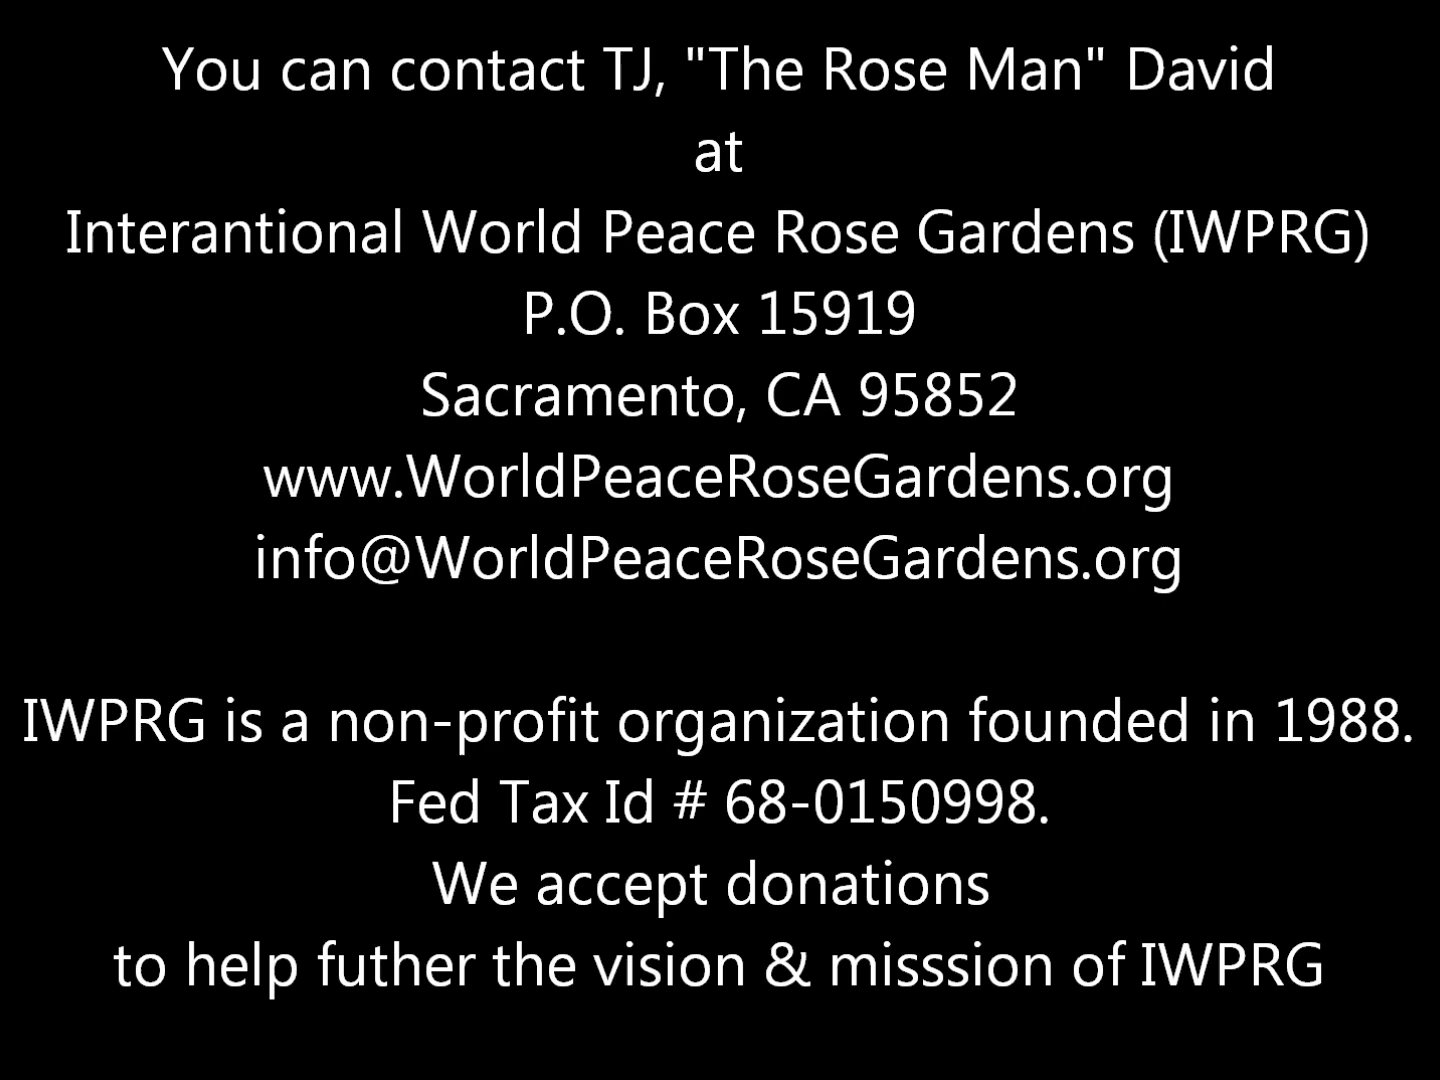 You can contact TJ, "The Rose Man" David
at
Interantional World Peace Rose Gardens (IWPRG)
P.O. Box 15919
Sacramento, CA 95852
www.WorldPeaceRoseGardens.org
info@WorldPeaceRoseGardens.org
IWPRG is a non-profit organization founded in 1988.
Fed Tax Id # 68-0150998.
We accept donations
to help futher the vision & misssion of IWPRG